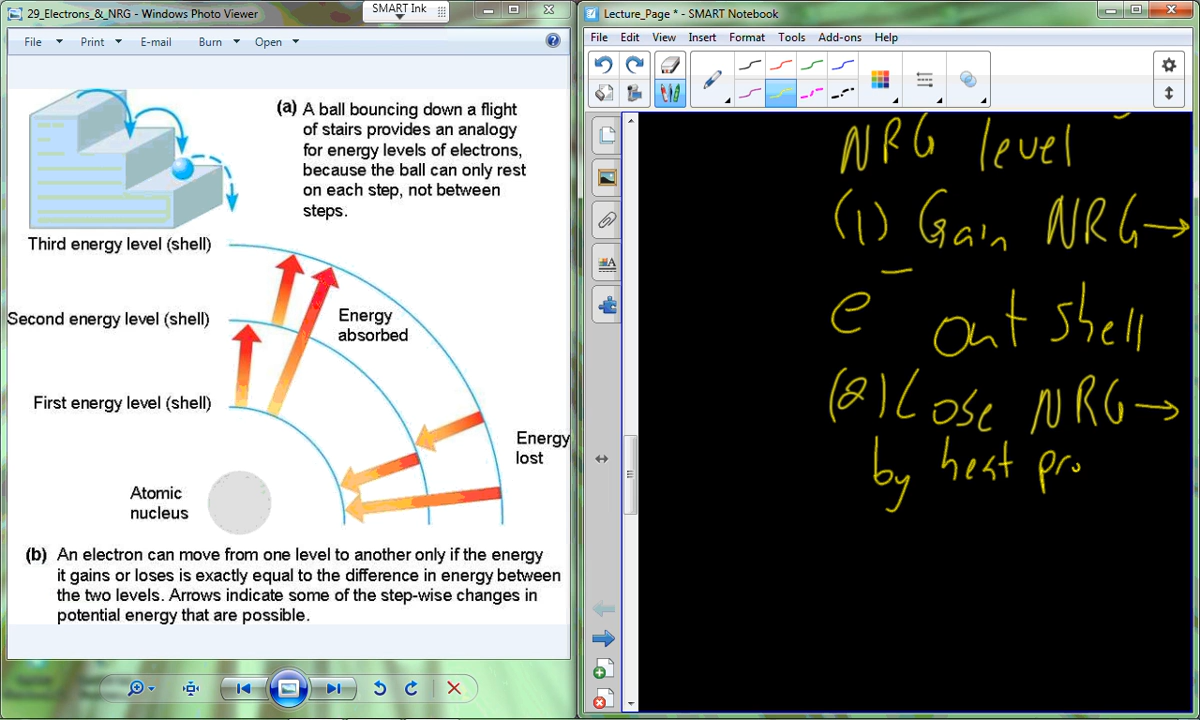 29_Electrons_&_NRG - Windows Photo Viewer
SMART Ink
File Print E-mail Burn Open
(a) A ball bouncing down a flight
of stairs provides an analogy
for energy levels of electrons,
because the ball can only rest
on each step, not between
steps.
Third energy level (shell)
Second energy level (shell)
Energy
absorbed
First energy level (shell)
Energy
lost
Atomic
nucleus
(b) An electron can move from one level to another only if the energy
it gains or loses is exactly equal to the difference in energy between
the two levels. Arrows indicate some of the step-wise changes in
potential energy that are possible.
Lecture_Page * - SMART Notebook
File Edit View Insert Format Tools Add-ons Help
NRG level
(1) Gain NRG→
e⁻ out shell
(2) Lose NRG→
by heat pro